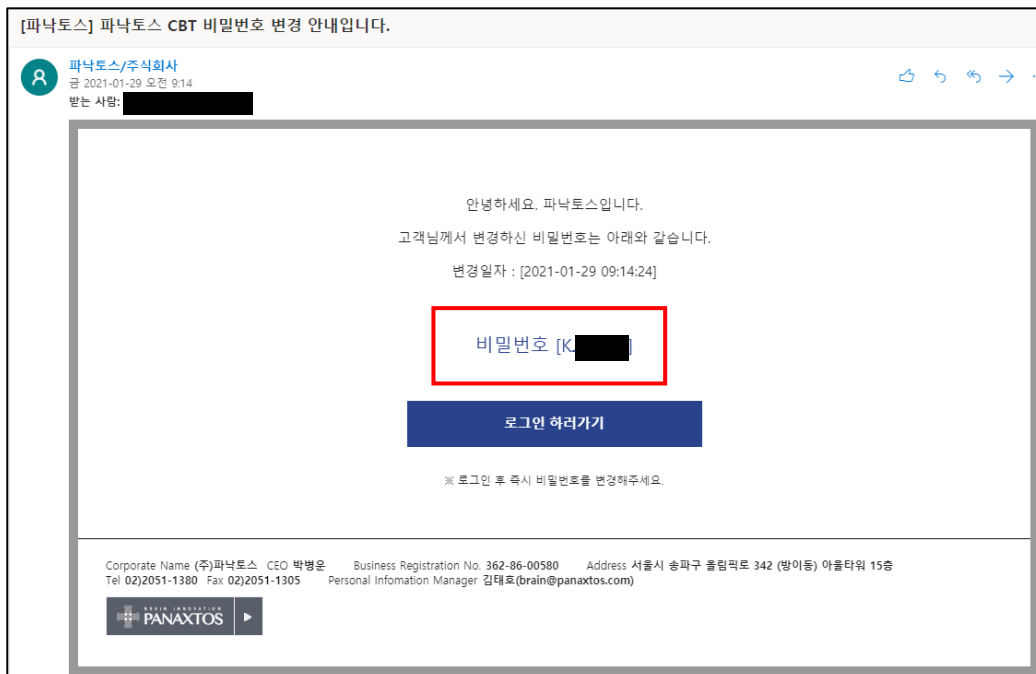 [파낙토스] 파낙토스 CBT 비밀번호 변경 안내입니다.
파낙토스/주식회사
금 2021-01-29 오전 9:14
받는 사람:
안녕하세요. 파낙토스입니다.
고객님께서 변경하신 비밀번호는 아래와 같습니다.
변경일자 : [2021-01-29 09:14:24]
비밀번호 [K
로그인 하러가기
※ 로그인 후 즉시 비밀번호를 변경해주세요.
Corporate Name (주)파낙토스 CEO 박병운 Business Registration No. 362-86-00580 Address 서울시 송파구 올림픽로 342 (방이동) 아울타워 15층
Tel 02)2051-1380 Fax 02)2051-1305 Personal Infomation Manager 김태호(brain@panaxtos.com)
BRAIN INNOVATION
PANAXTOS